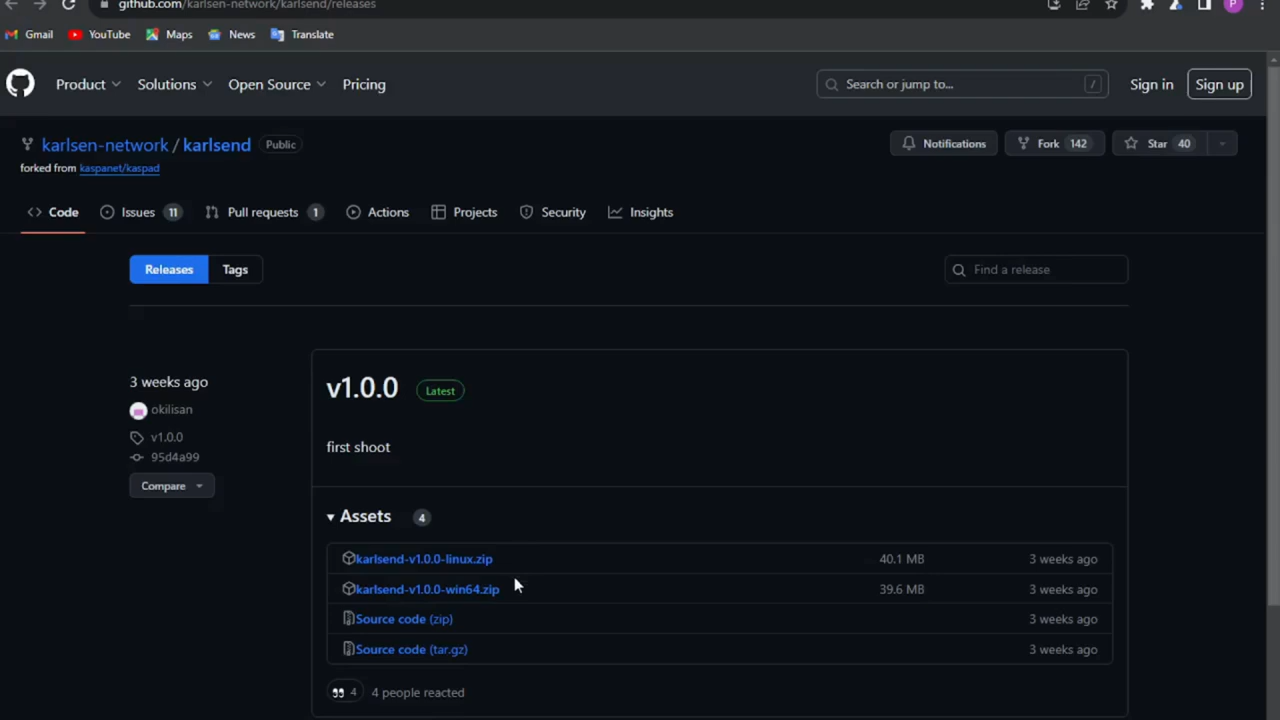 github.com/karlsen-network/karlsend/releases
P
Gmail YouTube Maps News Translate
Product Solutions Open Source Pricing Search or jump to... / Sign in Sign up
karlsen-network / karlsend Public Notifications Fork 142 Star 40
forked from kaspanet/kaspad
Code Issues 11 Pull requests 1 Actions Projects Security Insights
Releases Tags Find a release
3 weeks ago
okilisan
v1.0.0
95d4a99
Compare
v1.0.0 Latest
first shoot
Assets 4
karlsend-v1.0.0-linux.zip 40.1 MB 3 weeks ago
karlsend-v1.0.0-win64.zip 39.6 MB 3 weeks ago
Source code (zip) 3 weeks ago
Source code (tar.gz) 3 weeks ago
4 4 people reacted